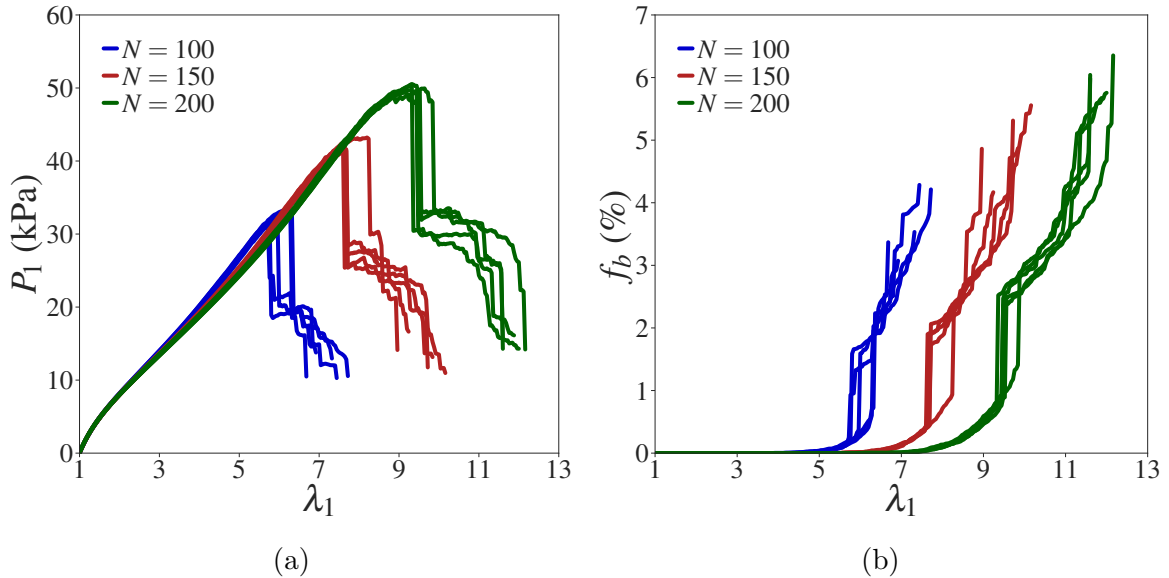 60
50
40
30
20
10
0
P₁ (kPa)
N = 100
N = 150
N = 200
1 3 5 7 9 11 13
λ₁
(a)
7
6
5
4
3
2
1
0
f_b (%)
N = 100
N = 150
N = 200
1 3 5 7 9 11 13
λ₁
(b)